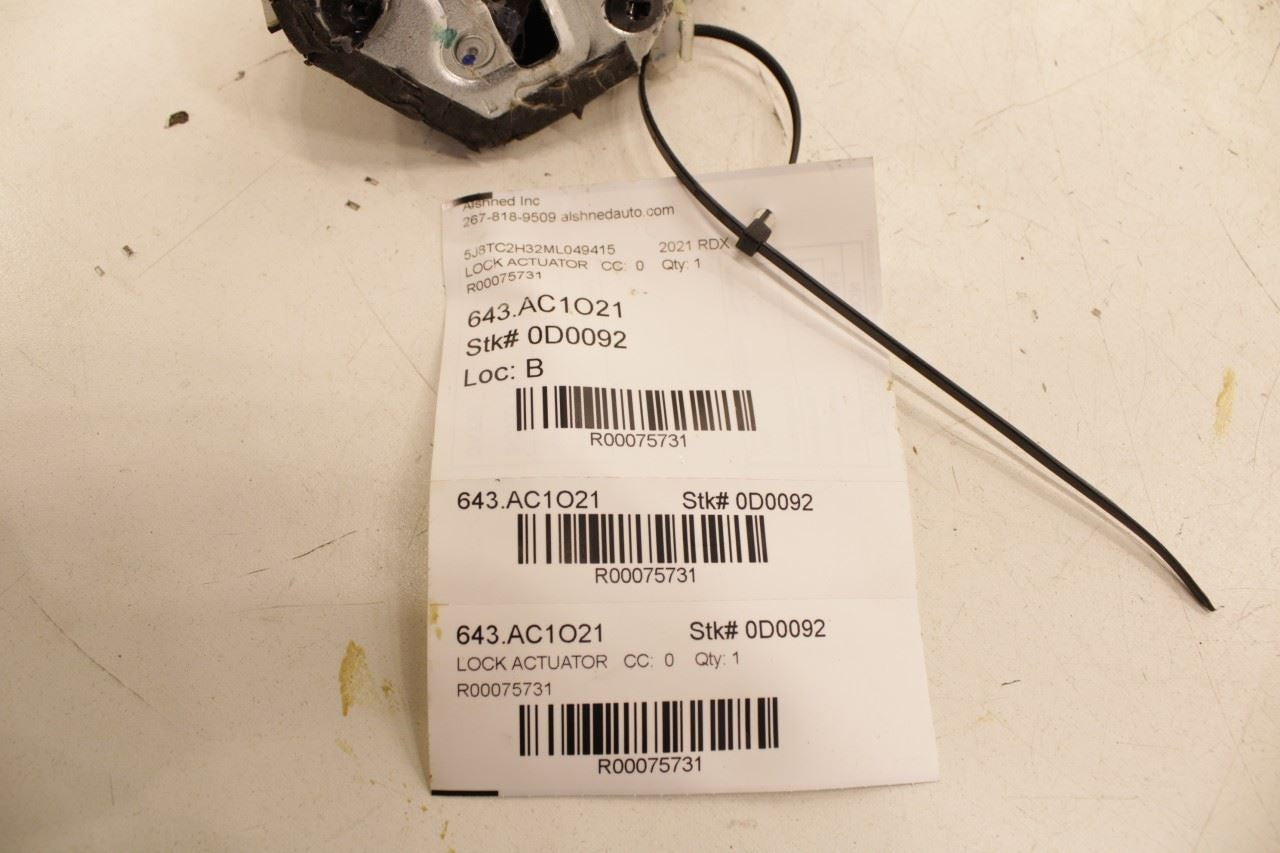 Alshned Inc
267-818-9509 alshnedauto.com
5J8TC2H32ML049415 2021 RDX
LOCK ACTUATOR CC: 0 Qty: 1
R00075731
643.AC1O21
Stk# 0D0092
Loc: B
R00075731
643.AC1O21 Stk# 0D0092
R00075731
643.AC1O21 Stk# 0D0092
LOCK ACTUATOR CC: 0 Qty: 1
R00075731
R00075731